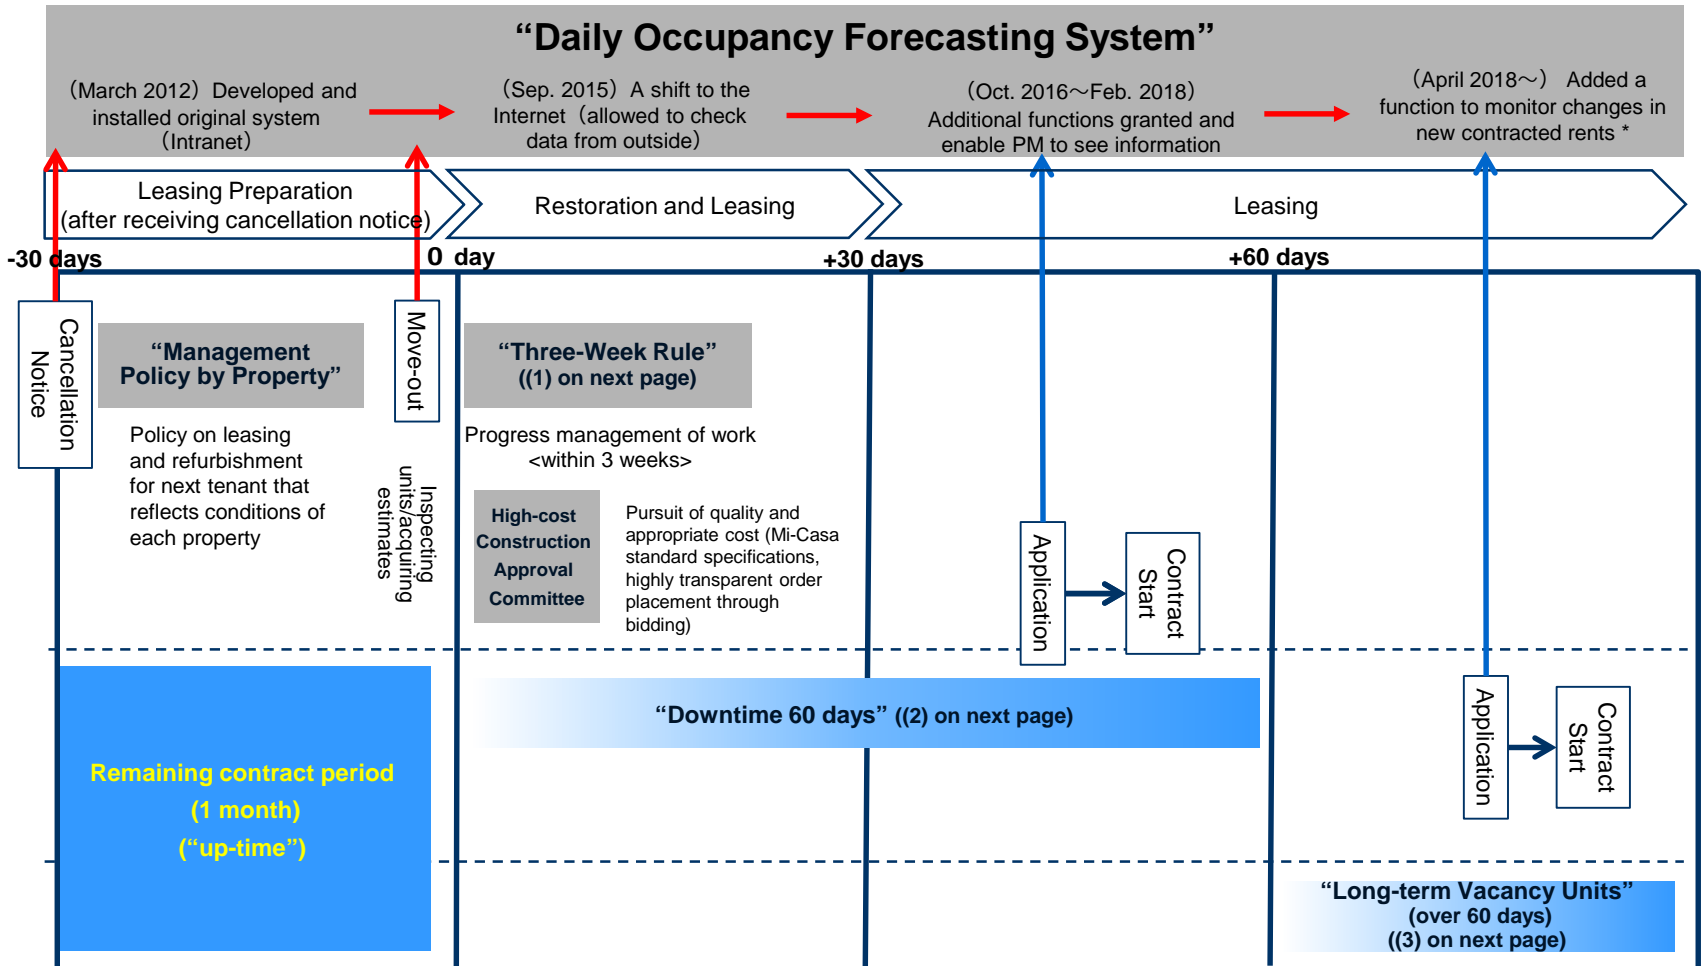 “Daily Occupancy Forecasting System”
（March 2012）Developed and
installed original system
（Intranet）
（Sep. 2015）A shift to the
Internet（allowed to check
data from outside）
（Oct. 2016～Feb. 2018）
Additional functions granted and
enable PM to see information
（April 2018～） Added a
function to monitor changes in
new contracted rents *
Leasing Preparation
(after receiving cancellation notice)
Restoration and Leasing
Leasing
-30 days
0 day
+30 days
+60 days
Cancellation
Notice
“Management
Policy by Property”
Policy on leasing
and refurbishment
for next tenant that
reflects conditions of
each property
Move-out
Inspecting
units/acquiring
estimates
“Three-Week Rule”
((1) on next page)
Progress management of work
<within 3 weeks>
High-cost
Construction
Approval
Committee
Pursuit of quality and
appropriate cost (Mi-Casa
standard specifications,
highly transparent order
placement through
bidding)
Application
Contract
Start
Remaining contract period
(1 month)
(“up-time”)
“Downtime 60 days” ((2) on next page)
Application
Contract
Start
“Long-term Vacancy Units”
(over 60 days)
((3) on next page)